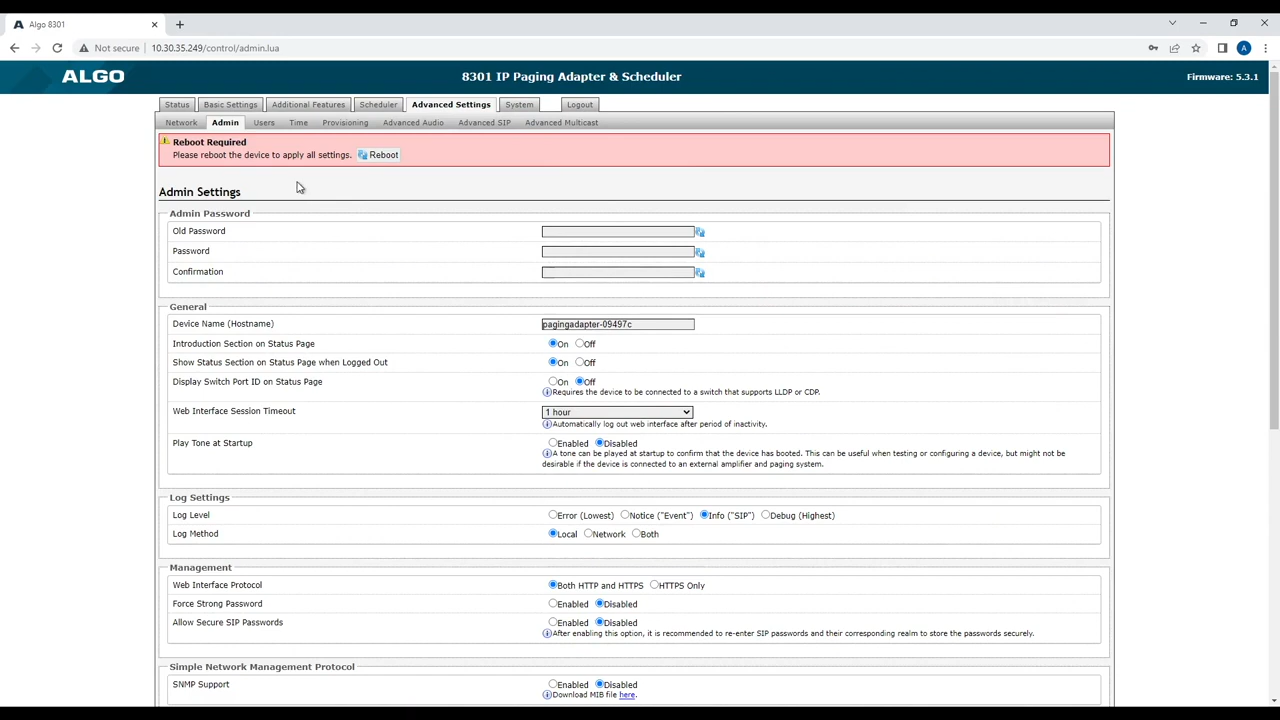 Algo 8301
Not secure 10.30.35.249/control/admin.lua
A
ALGO
8301 IP Paging Adapter & Scheduler
Firmware: 5.3.1
Status Basic Settings Additional Features Scheduler Advanced Settings System Logout
Network Admin Users Time Provisioning Advanced Audio Advanced SIP Advanced Multicast
Reboot Required
Please reboot the device to apply all settings. Reboot
Admin Settings
Admin Password
Old Password
Password
Confirmation
General
Device Name (Hostname) pagingadapter-09497c
Introduction Section on Status Page On Off
Show Status Section on Status Page when Logged Out On Off
Display Switch Port ID on Status Page On Off
Requires the device to be connected to a switch that supports LLDP or CDP.
Web Interface Session Timeout 1 hour
Automatically log out web interface after period of inactivity.
Play Tone at Startup Enabled Disabled
A tone can be played at startup to confirm that the device has booted. This can be useful when testing or configuring a device, but might not be
desirable if the device is connected to an external amplifier and paging system.
Log Settings
Log Level Error (Lowest) Notice ("Event") Info ("SIP") Debug (Highest)
Log Method Local Network Both
Management
Web Interface Protocol Both HTTP and HTTPS HTTPS Only
Force Strong Password Enabled Disabled
Allow Secure SIP Passwords Enabled Disabled
After enabling this option, it is recommended to re-enter SIP passwords and their corresponding realm to store the passwords securely.
Simple Network Management Protocol
SNMP Support Enabled Disabled
Download MIB file here.